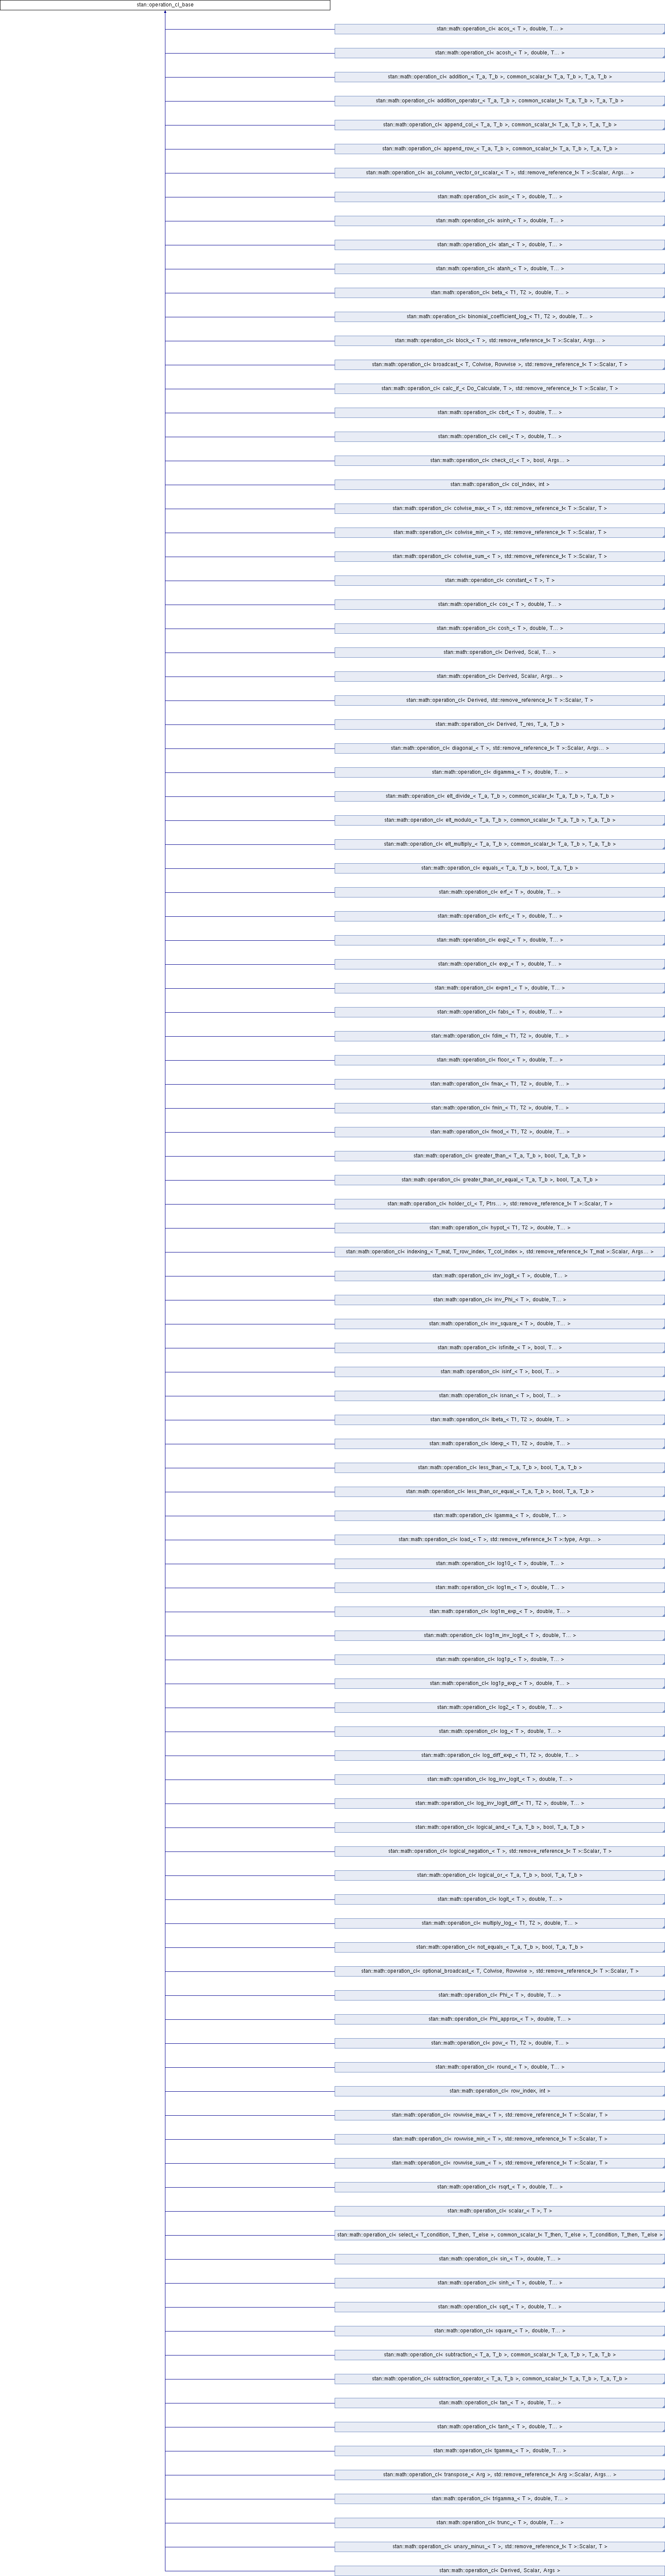 stan::operation_cl_base
stan::math::operation_cl< acos_< T >, double, T... >
stan::math::operation_cl< acosh_< T >, double, T... >
stan::math::operation_cl< addition_< T_a, T_b >, common_scalar_t< T_a, T_b >, T_a, T_b >
stan::math::operation_cl< addition_operator_< T_a, T_b >, common_scalar_t< T_a, T_b >, T_a, T_b >
stan::math::operation_cl< append_col_< T_a, T_b >, common_scalar_t< T_a, T_b >, T_a, T_b >
stan::math::operation_cl< append_row_< T_a, T_b >, common_scalar_t< T_a, T_b >, T_a, T_b >
stan::math::operation_cl< as_column_vector_or_scalar_< T >, std::remove_reference_t< T >::Scalar, Args... >
stan::math::operation_cl< asin_< T >, double, T... >
stan::math::operation_cl< asinh_< T >, double, T... >
stan::math::operation_cl< atan_< T >, double, T... >
stan::math::operation_cl< atanh_< T >, double, T... >
stan::math::operation_cl< beta_< T1, T2 >, double, T... >
stan::math::operation_cl< binomial_coefficient_log_< T1, T2 >, double, T... >
stan::math::operation_cl< block_< T >, std::remove_reference_t< T >::Scalar, Args... >
stan::math::operation_cl< broadcast_< T, Colwise, Rowwise >, std::remove_reference_t< T >::Scalar, T >
stan::math::operation_cl< calc_if_< Do_Calculate, T >, std::remove_reference_t< T >::Scalar, T >
stan::math::operation_cl< cbrt_< T >, double, T... >
stan::math::operation_cl< ceil_< T >, double, T... >
stan::math::operation_cl< check_cl_< T >, bool, Args... >
stan::math::operation_cl< col_index, int >
stan::math::operation_cl< colwise_max_< T >, std::remove_reference_t< T >::Scalar, T >
stan::math::operation_cl< colwise_min_< T >, std::remove_reference_t< T >::Scalar, T >
stan::math::operation_cl< colwise_sum_< T >, std::remove_reference_t< T >::Scalar, T >
stan::math::operation_cl< constant_< T >, T >
stan::math::operation_cl< cos_< T >, double, T... >
stan::math::operation_cl< cosh_< T >, double, T... >
stan::math::operation_cl< Derived, Scal, T... >
stan::math::operation_cl< Derived, Scalar, Args... >
stan::math::operation_cl< Derived, std::remove_reference_t< T >::Scalar, T >
stan::math::operation_cl< Derived, T_res, T_a, T_b >
stan::math::operation_cl< diagonal_< T >, std::remove_reference_t< T >::Scalar, Args... >
stan::math::operation_cl< digamma_< T >, double, T... >
stan::math::operation_cl< elt_divide_< T_a, T_b >, common_scalar_t< T_a, T_b >, T_a, T_b >
stan::math::operation_cl< elt_modulo_< T_a, T_b >, common_scalar_t< T_a, T_b >, T_a, T_b >
stan::math::operation_cl< elt_multiply_< T_a, T_b >, common_scalar_t< T_a, T_b >, T_a, T_b >
stan::math::operation_cl< equals_< T_a, T_b >, bool, T_a, T_b >
stan::math::operation_cl< erf_< T >, double, T... >
stan::math::operation_cl< erfc_< T >, double, T... >
stan::math::operation_cl< exp2_< T >, double, T... >
stan::math::operation_cl< exp_< T >, double, T... >
stan::math::operation_cl< expm1_< T >, double, T... >
stan::math::operation_cl< fabs_< T >, double, T... >
stan::math::operation_cl< fdim_< T1, T2 >, double, T... >
stan::math::operation_cl< floor_< T >, double, T... >
stan::math::operation_cl< fmax_< T1, T2 >, double, T... >
stan::math::operation_cl< fmin_< T1, T2 >, double, T... >
stan::math::operation_cl< fmod_< T1, T2 >, double, T... >
stan::math::operation_cl< greater_than_< T_a, T_b >, bool, T_a, T_b >
stan::math::operation_cl< greater_than_or_equal_< T_a, T_b >, bool, T_a, T_b >
stan::math::operation_cl< holder_cl_< T, Ptrs... >, std::remove_reference_t< T >::Scalar, T >
stan::math::operation_cl< hypot_< T1, T2 >, double, T... >
stan::math::operation_cl< indexing_< T_mat, T_row_index, T_col_index >, std::remove_reference_t< T_mat >::Scalar, Args... >
stan::math::operation_cl< inv_logit_< T >, double, T... >
stan::math::operation_cl< inv_Phi_< T >, double, T... >
stan::math::operation_cl< inv_square_< T >, double, T... >
stan::math::operation_cl< isfinite_< T >, bool, T... >
stan::math::operation_cl< isinf_< T >, bool, T... >
stan::math::operation_cl< isnan_< T >, bool, T... >
stan::math::operation_cl< lbeta_< T1, T2 >, double, T... >
stan::math::operation_cl< ldexp_< T1, T2 >, double, T... >
stan::math::operation_cl< less_than_< T_a, T_b >, bool, T_a, T_b >
stan::math::operation_cl< less_than_or_equal_< T_a, T_b >, bool, T_a, T_b >
stan::math::operation_cl< lgamma_< T >, double, T... >
stan::math::operation_cl< load_< T >, std::remove_reference_t< T >::type, Args... >
stan::math::operation_cl< log10_< T >, double, T... >
stan::math::operation_cl< log1m_< T >, double, T... >
stan::math::operation_cl< log1m_exp_< T >, double, T... >
stan::math::operation_cl< log1m_inv_logit_< T >, double, T... >
stan::math::operation_cl< log1p_< T >, double, T... >
stan::math::operation_cl< log1p_exp_< T >, double, T... >
stan::math::operation_cl< log2_< T >, double, T... >
stan::math::operation_cl< log_< T >, double, T... >
stan::math::operation_cl< log_diff_exp_< T1, T2 >, double, T... >
stan::math::operation_cl< log_inv_logit_< T >, double, T... >
stan::math::operation_cl< log_inv_logit_diff_< T1, T2 >, double, T... >
stan::math::operation_cl< logical_and_< T_a, T_b >, bool, T_a, T_b >
stan::math::operation_cl< logical_negation_< T >, std::remove_reference_t< T >::Scalar, T >
stan::math::operation_cl< logical_or_< T_a, T_b >, bool, T_a, T_b >
stan::math::operation_cl< logit_< T >, double, T... >
stan::math::operation_cl< multiply_log_< T1, T2 >, double, T... >
stan::math::operation_cl< not_equals_< T_a, T_b >, bool, T_a, T_b >
stan::math::operation_cl< optional_broadcast_< T, Colwise, Rowwise >, std::remove_reference_t< T >::Scalar, T >
stan::math::operation_cl< Phi_< T >, double, T... >
stan::math::operation_cl< Phi_approx_< T >, double, T... >
stan::math::operation_cl< pow_< T1, T2 >, double, T... >
stan::math::operation_cl< round_< T >, double, T... >
stan::math::operation_cl< row_index, int >
stan::math::operation_cl< rowwise_max_< T >, std::remove_reference_t< T >::Scalar, T >
stan::math::operation_cl< rowwise_min_< T >, std::remove_reference_t< T >::Scalar, T >
stan::math::operation_cl< rowwise_sum_< T >, std::remove_reference_t< T >::Scalar, T >
stan::math::operation_cl< rsqrt_< T >, double, T... >
stan::math::operation_cl< scalar_< T >, T >
stan::math::operation_cl< select_< T_condition, T_then, T_else >, common_scalar_t< T_then, T_else >, T_condition, T_then, T_else >
stan::math::operation_cl< sin_< T >, double, T... >
stan::math::operation_cl< sinh_< T >, double, T... >
stan::math::operation_cl< sqrt_< T >, double, T... >
stan::math::operation_cl< square_< T >, double, T... >
stan::math::operation_cl< subtraction_< T_a, T_b >, common_scalar_t< T_a, T_b >, T_a, T_b >
stan::math::operation_cl< subtraction_operator_< T_a, T_b >, common_scalar_t< T_a, T_b >, T_a, T_b >
stan::math::operation_cl< tan_< T >, double, T... >
stan::math::operation_cl< tanh_< T >, double, T... >
stan::math::operation_cl< tgamma_< T >, double, T... >
stan::math::operation_cl< transpose_< Arg >, std::remove_reference_t< Arg >::Scalar, Args... >
stan::math::operation_cl< trigamma_< T >, double, T... >
stan::math::operation_cl< trunc_< T >, double, T... >
stan::math::operation_cl< unary_minus_< T >, std::remove_reference_t< T >::Scalar, T >
stan::math::operation_cl< Derived, Scalar, Args >